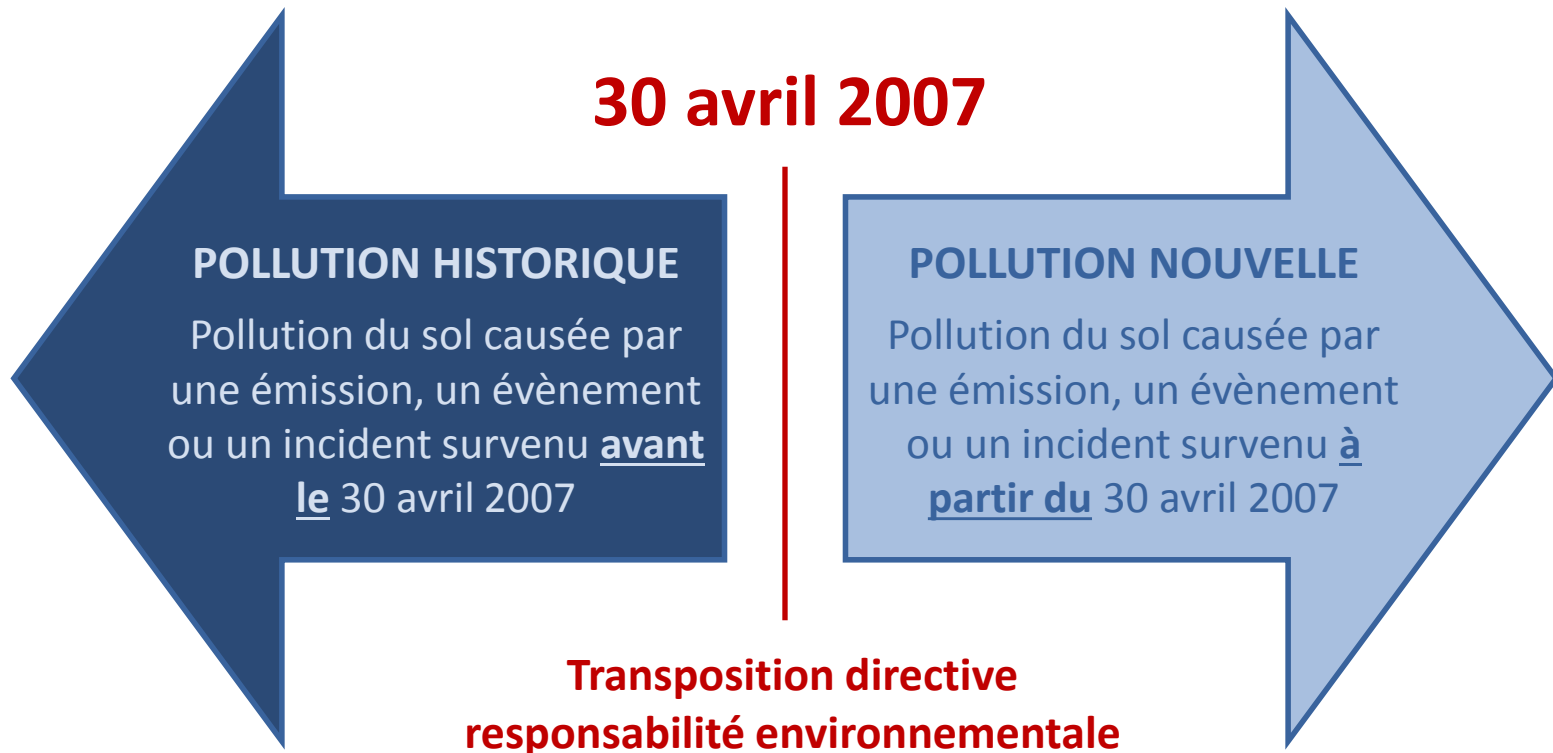 30 avril 2007
POLLUTION HISTORIQUE
Pollution du sol causée par
une émission, un évènement
ou un incident survenu avant
le 30 avril 2007
POLLUTION NOUVELLE
Pollution du sol causée par
une émission, un évènement
ou un incident survenu à
partir du 30 avril 2007
Transposition directive
responsabilité environnementale